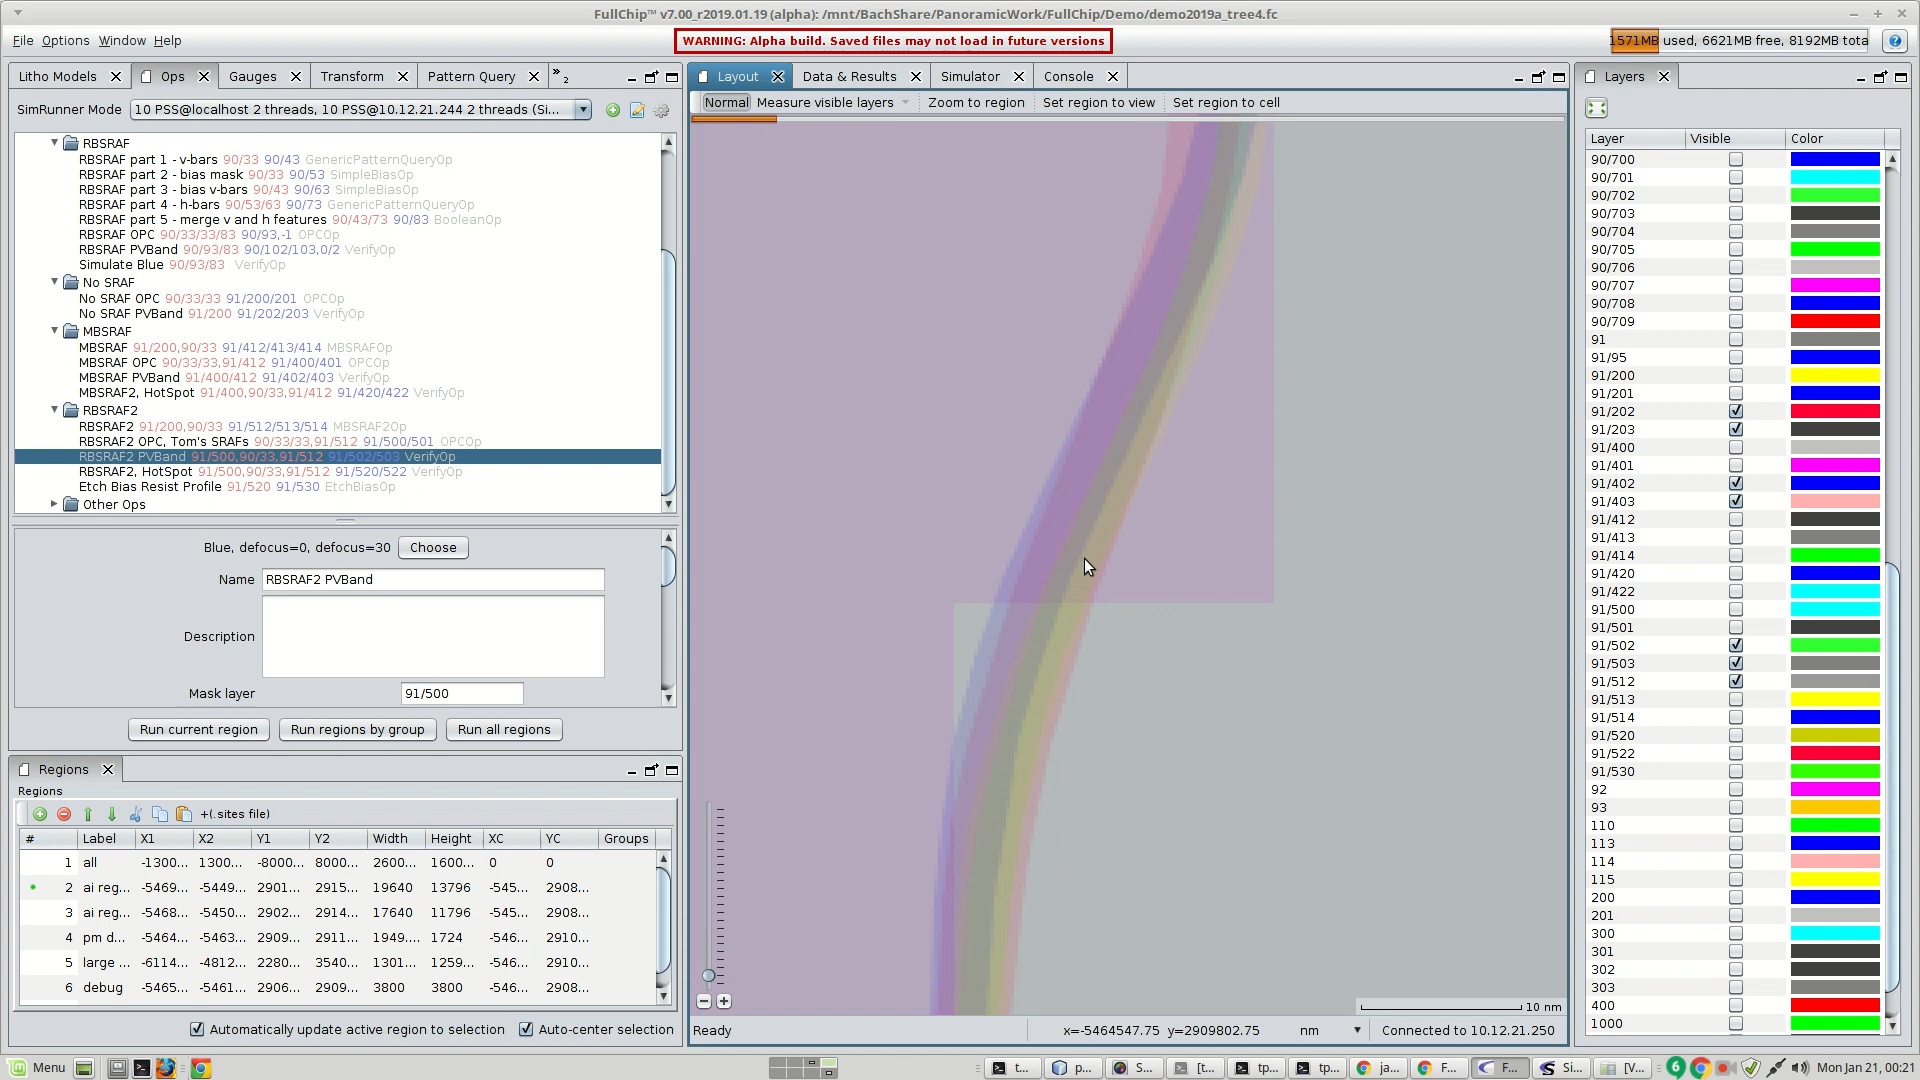 FullChip™ v7.00_r2019.01.19 (alpha): /mnt/BachShare/PanoramicWork/FullChip/Demo/demo2019a_tree4.fc
File Options Window Help
WARNING: Alpha build. Saved files may not load in future versions
1571MB used, 6621MB free, 8192MB tota
Litho Models Ops Gauges Transform Pattern Query »2
SimRunner Mode 10 PSS@localhost 2 threads, 10 PSS@10.12.21.244 2 threads (Si...
RBSRAF
RBSRAF part 1 - v-bars 90/33 90/43 GenericPatternQueryOp
RBSRAF part 2 - bias mask 90/33 90/53 SimpleBiasOp
RBSRAF part 3 - bias v-bars 90/43 90/63 SimpleBiasOp
RBSRAF part 4 - h-bars 90/53/63 90/73 GenericPatternQueryOp
RBSRAF part 5 - merge v and h features 90/43/73 90/83 BooleanOp
RBSRAF OPC 90/33/33/83 90/93,-1 OPCOp
RBSRAF PVBand 90/93/83 90/102/103,0/2 VerifyOp
Simulate Blue 90/93/83 VerifyOp
No SRAF
No SRAF OPC 90/33/33 91/200/201 OPCOp
No SRAF PVBand 91/200 91/202/203 VerifyOp
MBSRAF
MBSRAF 91/200,90/33 91/412/413/414 MBSRAFOp
MBSRAF OPC 90/33/33,91/412 91/400/401 OPCOp
MBSRAF PVBand 91/400/412 91/402/403 VerifyOp
MBSRAF2, HotSpot 91/400,90/33,91/412 91/420/422 VerifyOp
RBSRAF2
RBSRAF2 91/200,90/33 91/512/513/514 MBSRAF2Op
RBSRAF2 OPC, Tom's SRAFs 90/33/33,91/512 91/500/501 OPCOp
RBSRAF2 PVBand 91/500,90/33,91/512 91/502/503 VerifyOp
RBSRAF2, HotSpot 91/500,90/33,91/512 91/520/522 VerifyOp
Etch Bias Resist Profile 91/520 91/530 EtchBiasOp
Other Ops
Blue, defocus=0, defocus=30 Choose
Name RBSRAF2 PVBand
Description
Mask layer 91/500
Run current region Run regions by group Run all regions
Regions
Regions
+(.sites file)
# Label X1 X2 Y1 Y2 Width Height XC YC Groups
1 all -1300... 1300... -8000... 8000... 2600... 1600... 0 0
2 ai reg... -5469... -5449... 2901... 2915... 19640 13796 -545... 2908...
3 ai reg... -5468... -5450... 2902... 2914... 17640 11796 -545... 2908...
4 pm d... -5464... -5463... 2909... 2911... 1949.... 1724 -546... 2910...
5 large ... -6114... -4812... 2280... 3540... 1301... 1259... -546... 2910...
6 debug -5465... -5461... 2906... 2909... 3800 3800 -546... 2908...
Automatically update active region to selection Auto-center selection
Layout Data & Results Simulator Console
Normal Measure visible layers Zoom to region Set region to view Set region to cell
10 nm
Ready x=-5464547.75 y=2909802.75 nm Connected to 10.12.21.250
Layers
Layer Visible Color
90/700
90/701
90/702
90/703
90/704
90/705
90/706
90/707
90/708
90/709
91
91/95
91/200
91/201
91/202
91/203
91/400
91/401
91/402
91/403
91/412
91/413
91/414
91/420
91/422
91/500
91/501
91/502
91/503
91/512
91/513
91/514
91/520
91/522
91/530
92
93
110
113
114
115
200
201
300
301
302
303
400
1000
Menu t... p... S... [t... tp... tp... ja... F... F... Si... [V... 6 Mon Jan 21, 00:21